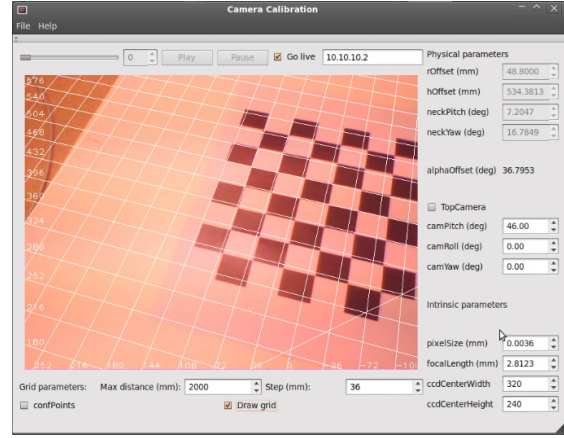 Camera Calibration
File Help
0 Play Pause Go live 10.10.10.2
Physical parameters
rOffset (mm) 48.8000
hOffset (mm) 534.3813
neckPitch (deg) 7.2047
neckYaw (deg) 16.7849
alphaOffset (deg) 36.7953
TopCamera
camPitch (deg) 46.00
camRoll (deg) 0.00
camYaw (deg) 0.00
Intrinsic parameters
pixelSize (mm) 0.0036
focalLength (mm) 2.8123
ccdCenterWidth 320
ccdCenterHeight 240
576
540
504
468
432
396
360
324
288
252
216
180
252 216 180 144 108 72 36 0 -36 -72 -10
Grid parameters: Max distance (mm): 2000 Step (mm): 36
confPoints Draw grid